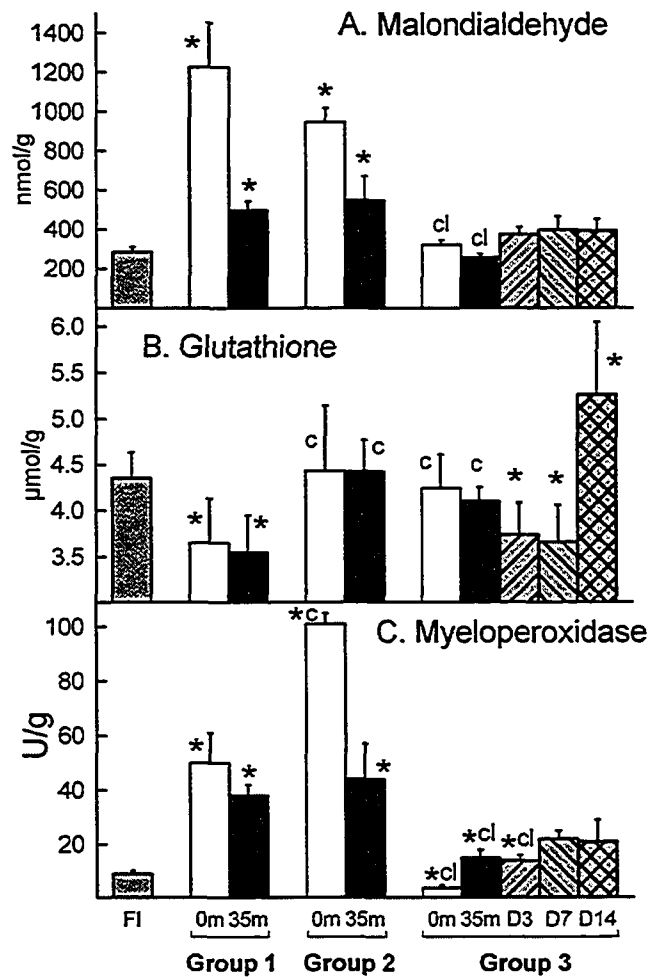 A. Malondialdehyde
1400
1200
1000
800
600
400
200
nmol/g
*
*
*
*
cl
cl
B. Glutathione
6.0
5.5
5.0
4.5
4.0
3.5
µmol/g
*
*
c
c
c
c
*
*
*
C. Myeloperoxidase
100
80
60
40
20
U/g
*
*
*c
*
*cl
*cl
*cl
FI
0m 35m
0m 35m
0m 35m D3 D7 D14
Group 1
Group 2
Group 3